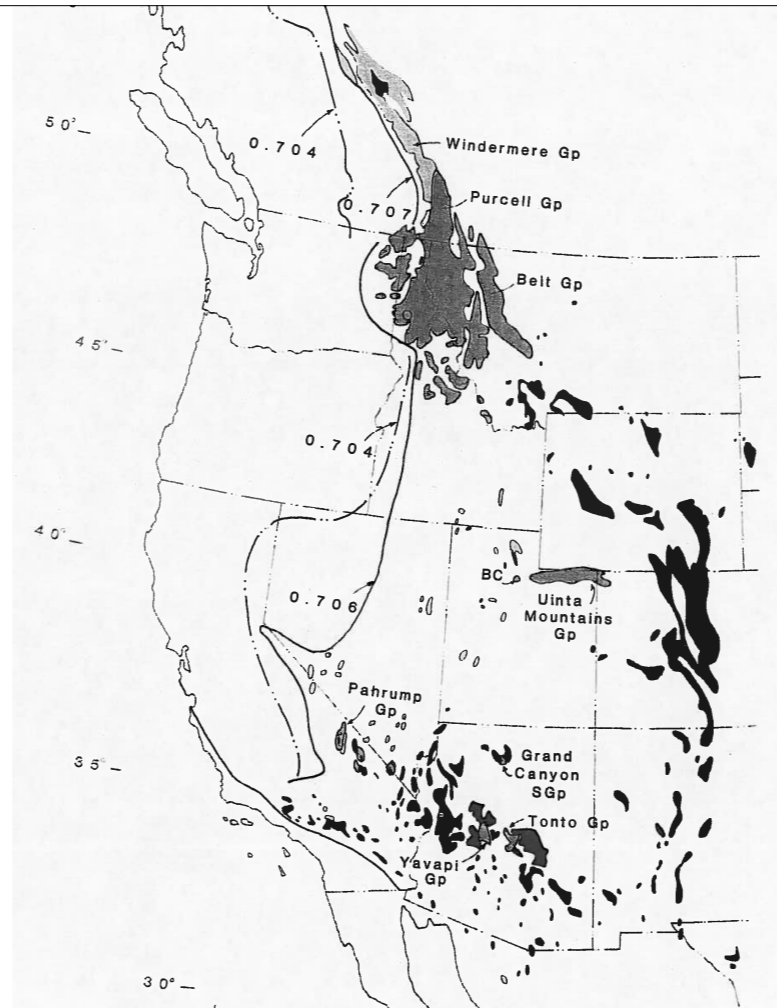 50°
0.704
Windermere Gp
0.707
Purcell Gp
Belt Gp
45°
0.704
40°
BC
0.706
Uinta
Mountains
Gp
Pahrump
Gp
35°
Grand
Canyon
SGp
Tonto Gp
Yavapi
Gp
30°